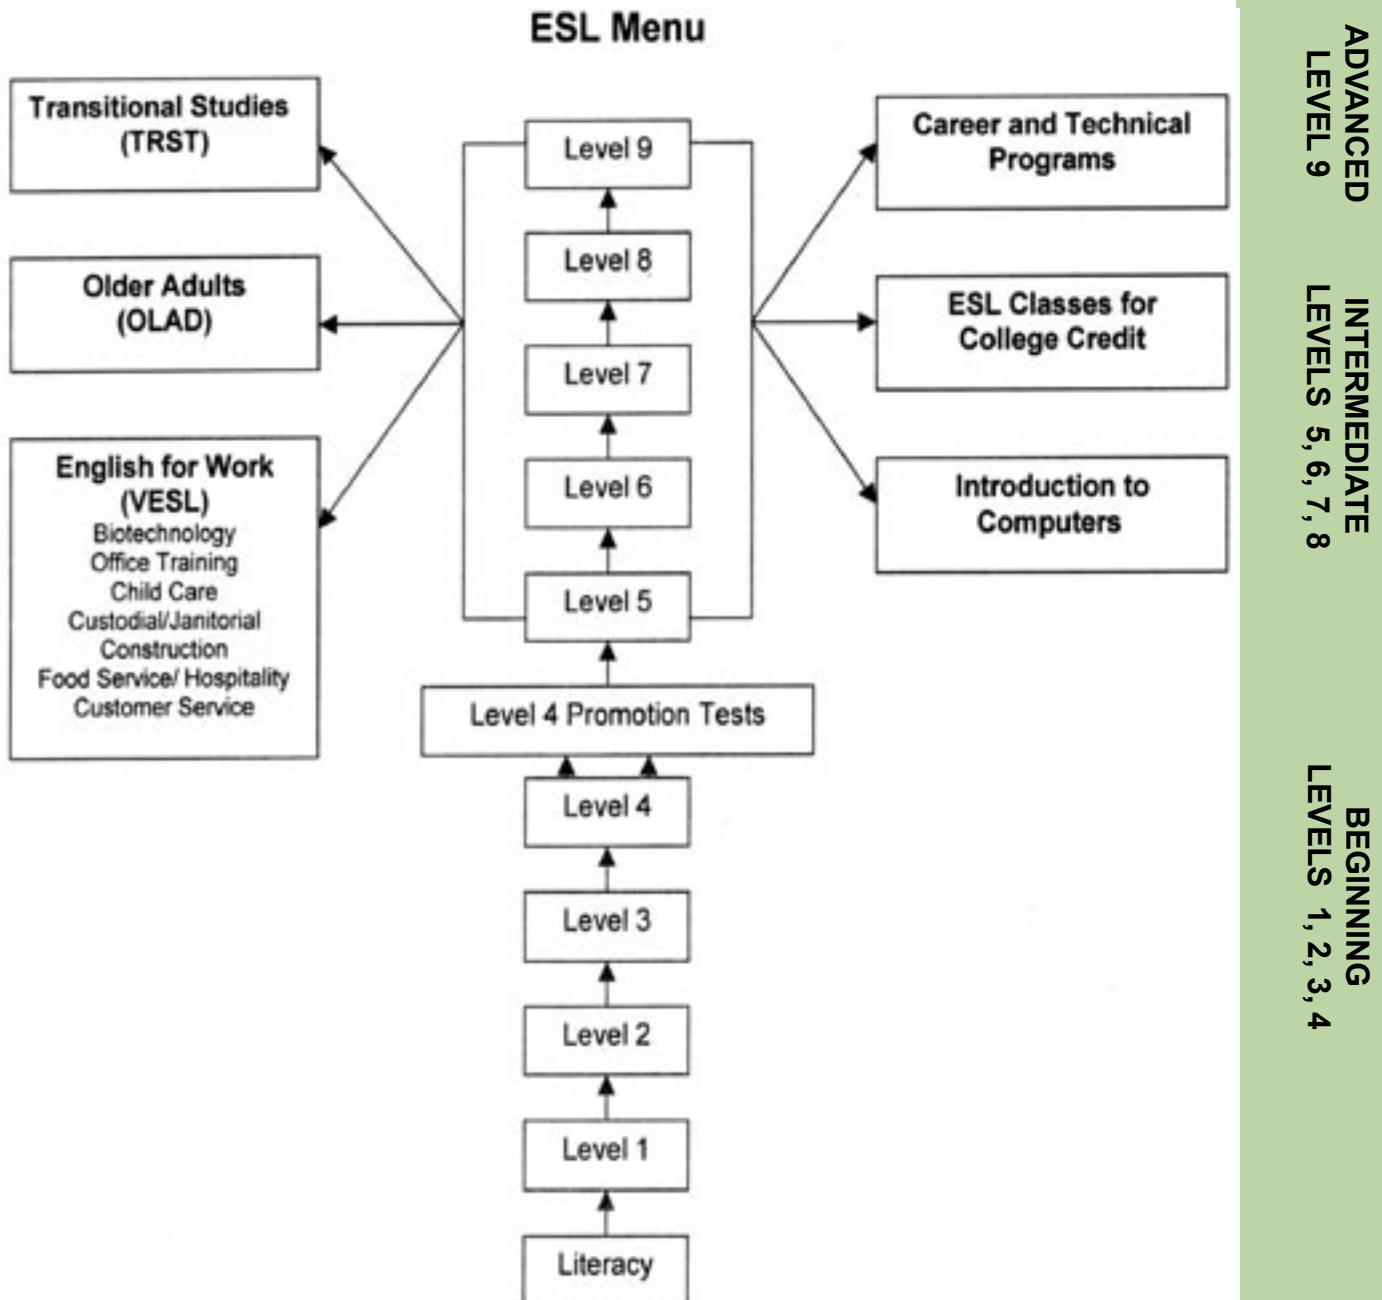 ESL Menu
Transitional Studies
(TRST)
Older Adults
(OLAD)
English for Work
(VESL)
Biotechnology
Office Training
Child Care
Custodial/Janitorial
Construction
Food Service/ Hospitality
Customer Service
Level 9
Level 8
Level 7
Level 6
Level 5
Level 4 Promotion Tests
Level 4
Level 3
Level 2
Level 1
Literacy
Career and Technical
Programs
ESL Classes for
College Credit
Introduction to
Computers
ADVANCED
LEVEL 9
INTERMEDIATE
LEVELS 5, 6, 7, 8
BEGINNING
LEVELS 1, 2, 3, 4